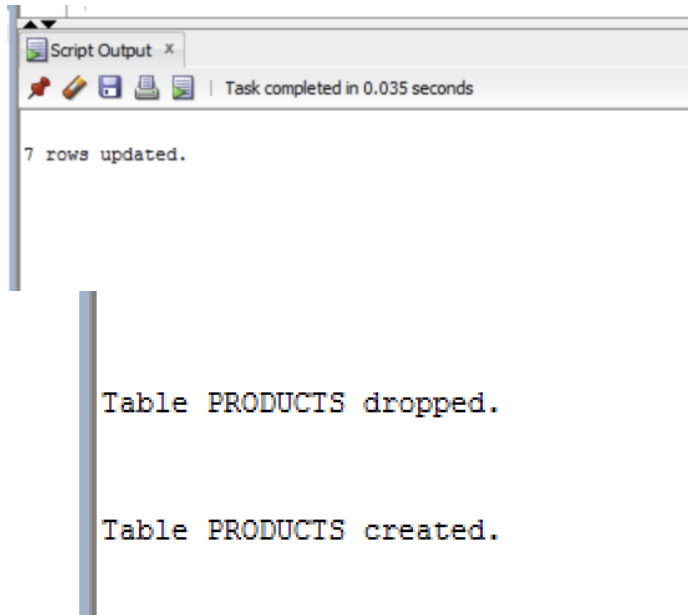 Script Output x
Task completed in 0.035 seconds
7 rows updated.
Table PRODUCTS dropped.
Table PRODUCTS created.